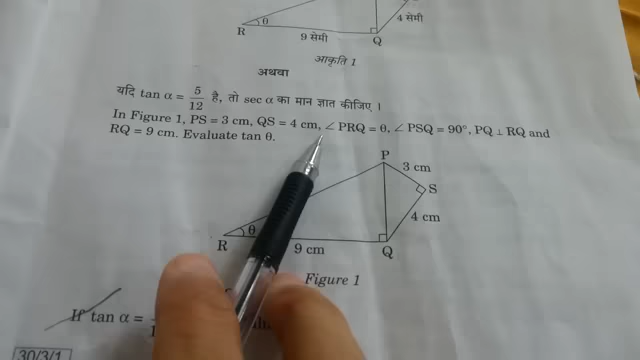 R θ 9 सेमी Q 4 सेमी
आकृति 1
अथवा
यदि tan α = 5/12 है, तो sec α का मान ज्ञात कीजिए ।
In Figure 1, PS = 3 cm, QS = 4 cm, ∠ PRQ = θ, ∠ PSQ = 90°, PQ ⊥ RQ and
RQ = 9 cm. Evaluate tan θ.
P 3 cm
S
4 cm
R θ 9 cm Q
Figure 1
If tan α =
30/3/1